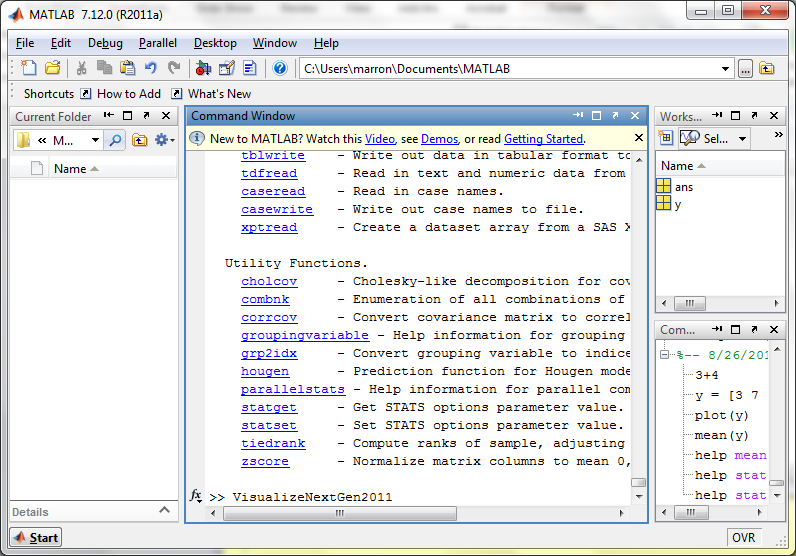 MATLAB 7.12.0 (R2011a)
File Edit View Debug Parallel Desktop Window Help
C:\Users\marron\Documents\MATLAB
Shortcuts How to Add What's New
Current Folder
« M...
Name
Details
Command Window
New to MATLAB? Watch this Video, see Demos, or read Getting Started.
tblwrite - Write out data in tabular format to
tdfread - Read in text and numeric data from
caseread - Read in case names.
casewrite - Write out case names to file.
xptread - Create a dataset array from a SAS X
Utility Functions.
cholcov - Cholesky-like decomposition for cov
combnk - Enumeration of all combinations of
corrcov - Convert covariance matrix to correl
groupingvariable - Help information for grouping
grp2idx - Convert grouping variable to indice
hougen - Prediction function for Hougen mode
parallelstats - Help information for parallel com
statget - Get STATS options parameter value.
statset - Set STATS options parameter value.
tiedrank - Compute ranks of sample, adjusting
zscore - Normalize matrix columns to mean 0,
fx >> VisualizeNextGen2011
Works...
Sel...
Name
ans
y
Com...
%-- 8/26/201
3+4
y = [3 7
plot(y)
mean(y)
help mean
help stat
help stat
Start
OVR